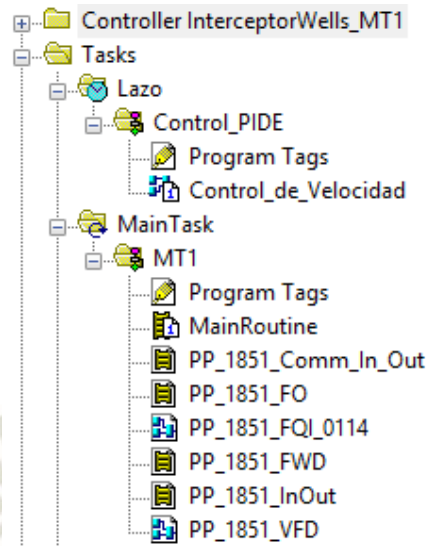 Controller InterceptorWells_MT1
Tasks
Lazo
Control_PIDE
Program Tags
Control_de_Velocidad
MainTask
MT1
Program Tags
MainRoutine
PP_1851_Comm_In_Out
PP_1851_FO
PP_1851_FQI_0114
PP_1851_FWD
PP_1851_InOut
PP_1851_VFD